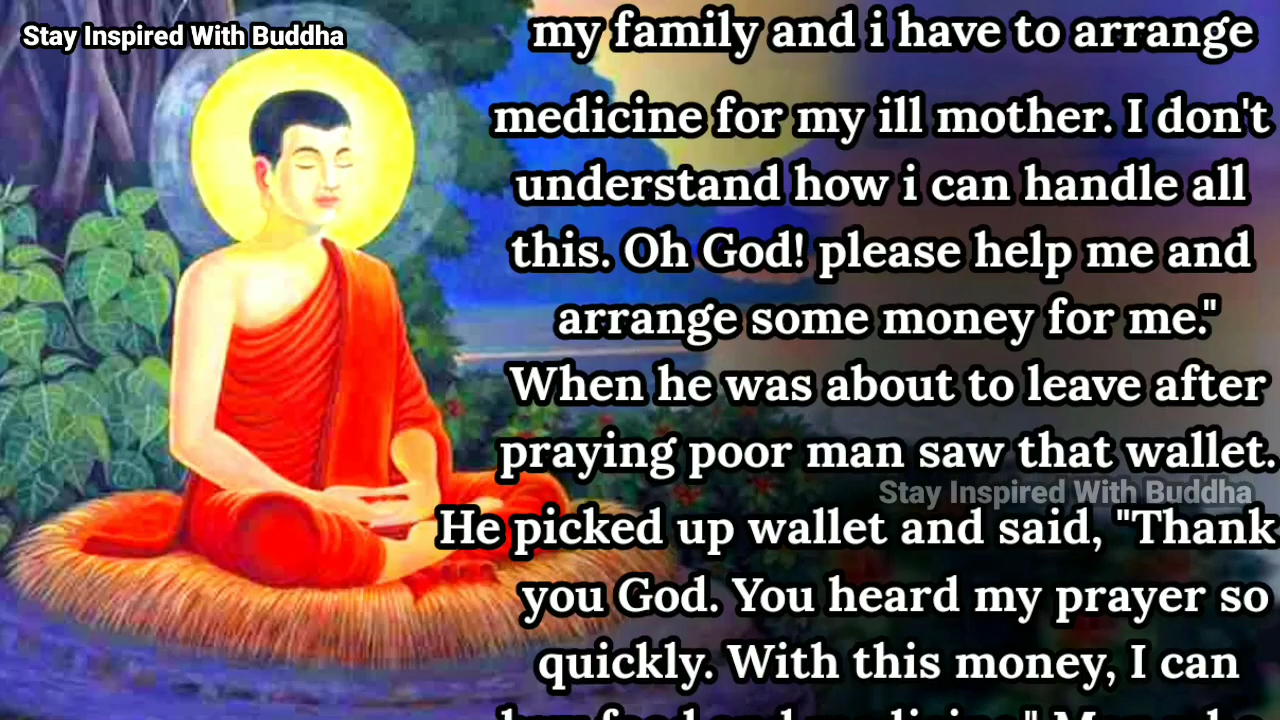 Stay Inspired With Buddha
my family and i have to arrange
medicine for my ill mother. I don't
understand how i can handle all
this. Oh God! please help me and
arrange some money for me."
When he was about to leave after
praying poor man saw that wallet.
Stay Inspired With Buddha
He picked up wallet and said, "Thank
you God. You heard my prayer so
quickly. With this money, I can